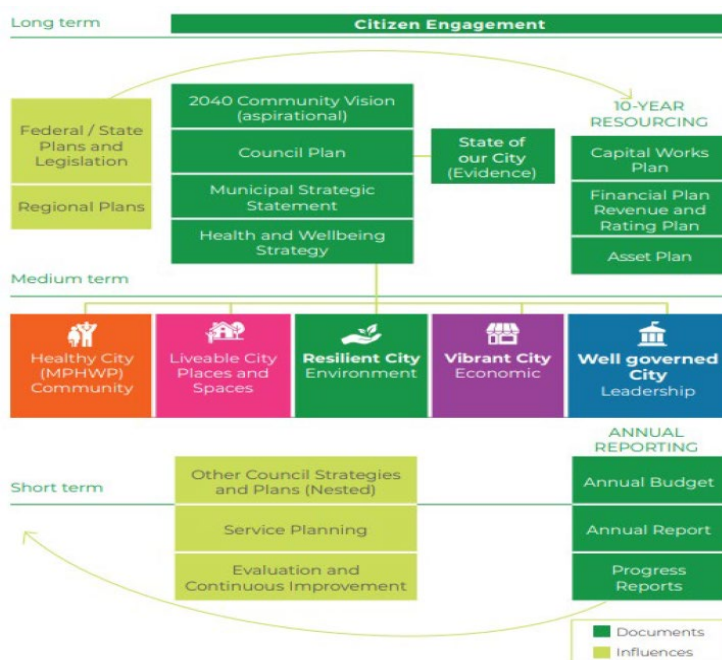 Long term
Citizen Engagement
Federal / State
Plans and
Legislation
Regional Plans
2040 Community Vision
(aspirational)
Council Plan
Municipal Strategic
Statement
Health and Wellbeing
Strategy
State of
our City
(Evidence)
10-YEAR
RESOURCING
Capital Works
Plan
Financial Plan
Revenue and
Rating Plan
Asset Plan
Medium term
Healthy City
(MPHWP)
Community
Liveable City
Places and
Spaces
Resilient City
Environment
Vibrant City
Economic
Well governed
City
Leadership
Short term
Other Council Strategies
and Plans (Nested)
Service Planning
Evaluation and
Continuous Improvement
ANNUAL
REPORTING
Annual Budget
Annual Report
Progress
Reports
Documents
Influences